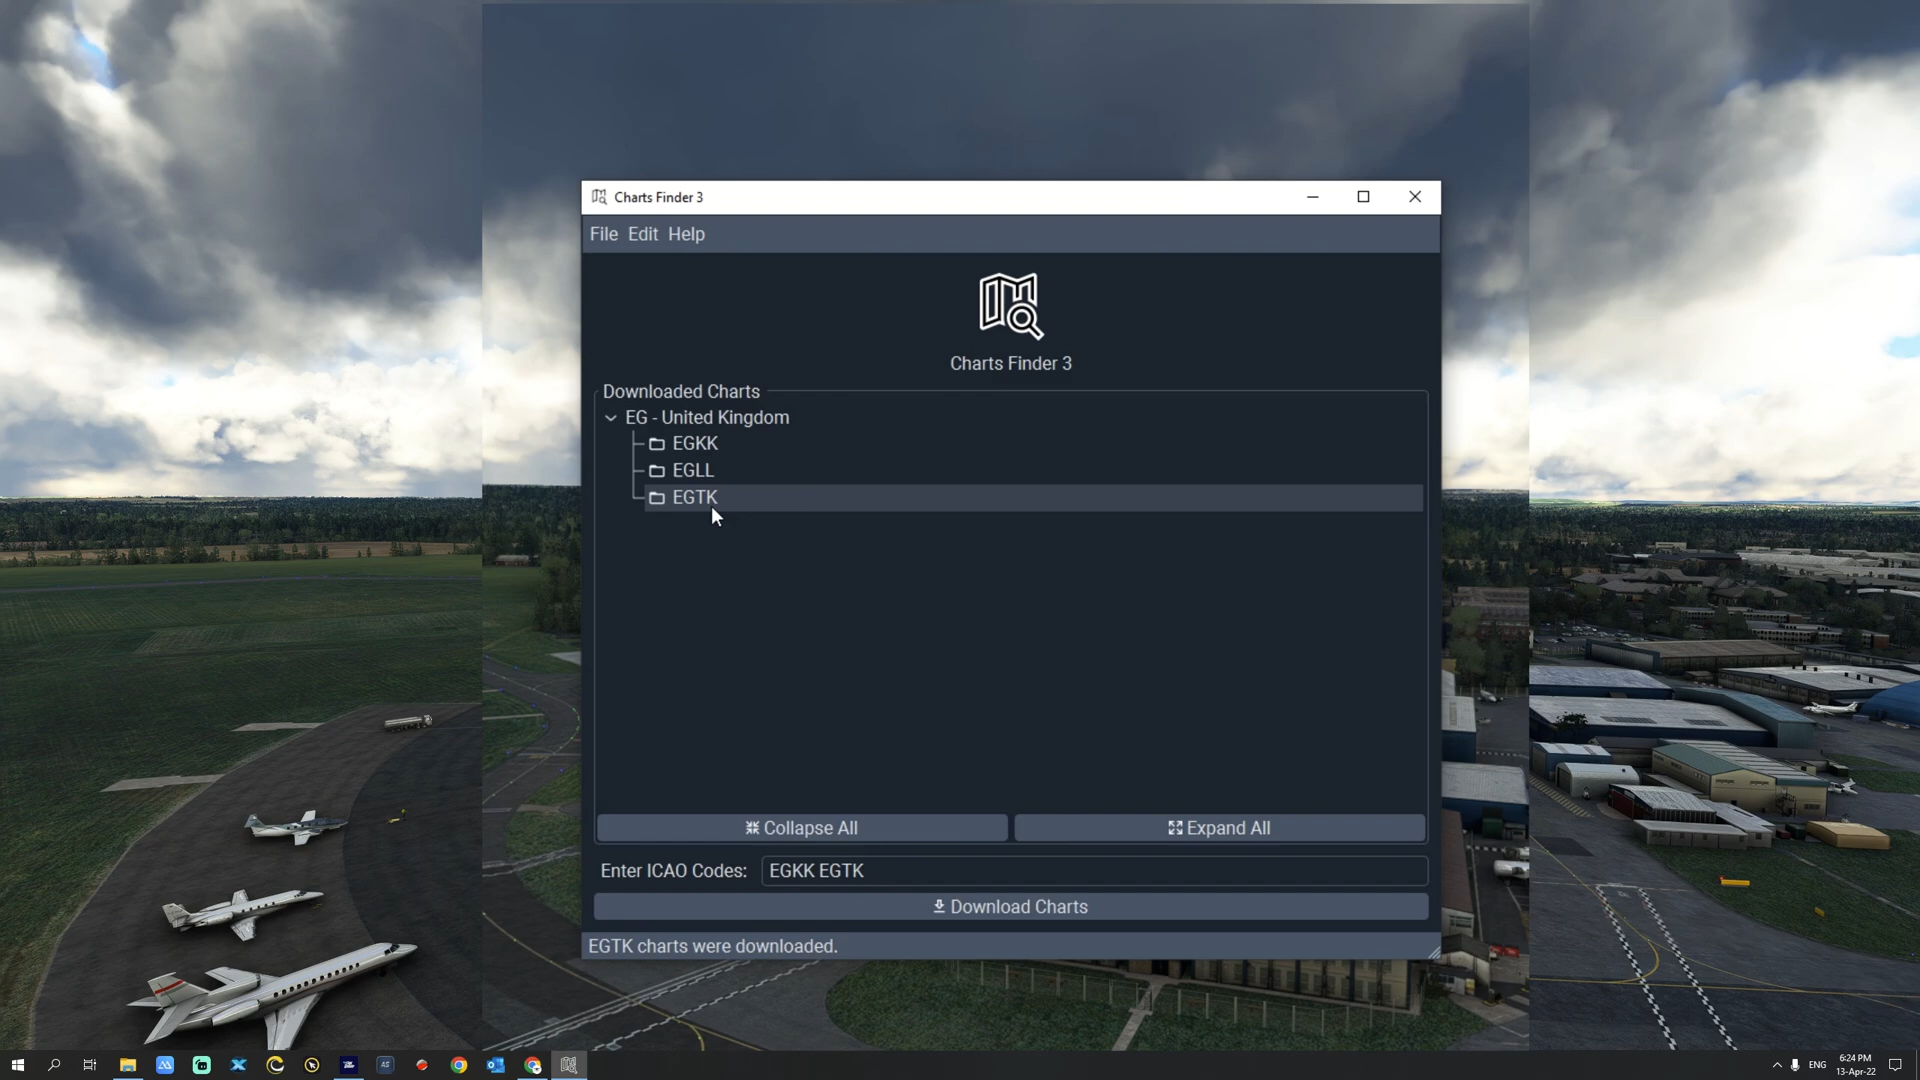 Charts Finder 3
File Edit Help
Charts Finder 3
Downloaded Charts
EG - United Kingdom
EGKK
EGLL
EGTK
Collapse All
Expand All
Enter ICAO Codes: EGKK EGTK
Download Charts
EGTK charts were downloaded.
AS
ENG
6:24 PM
13-Apr-22